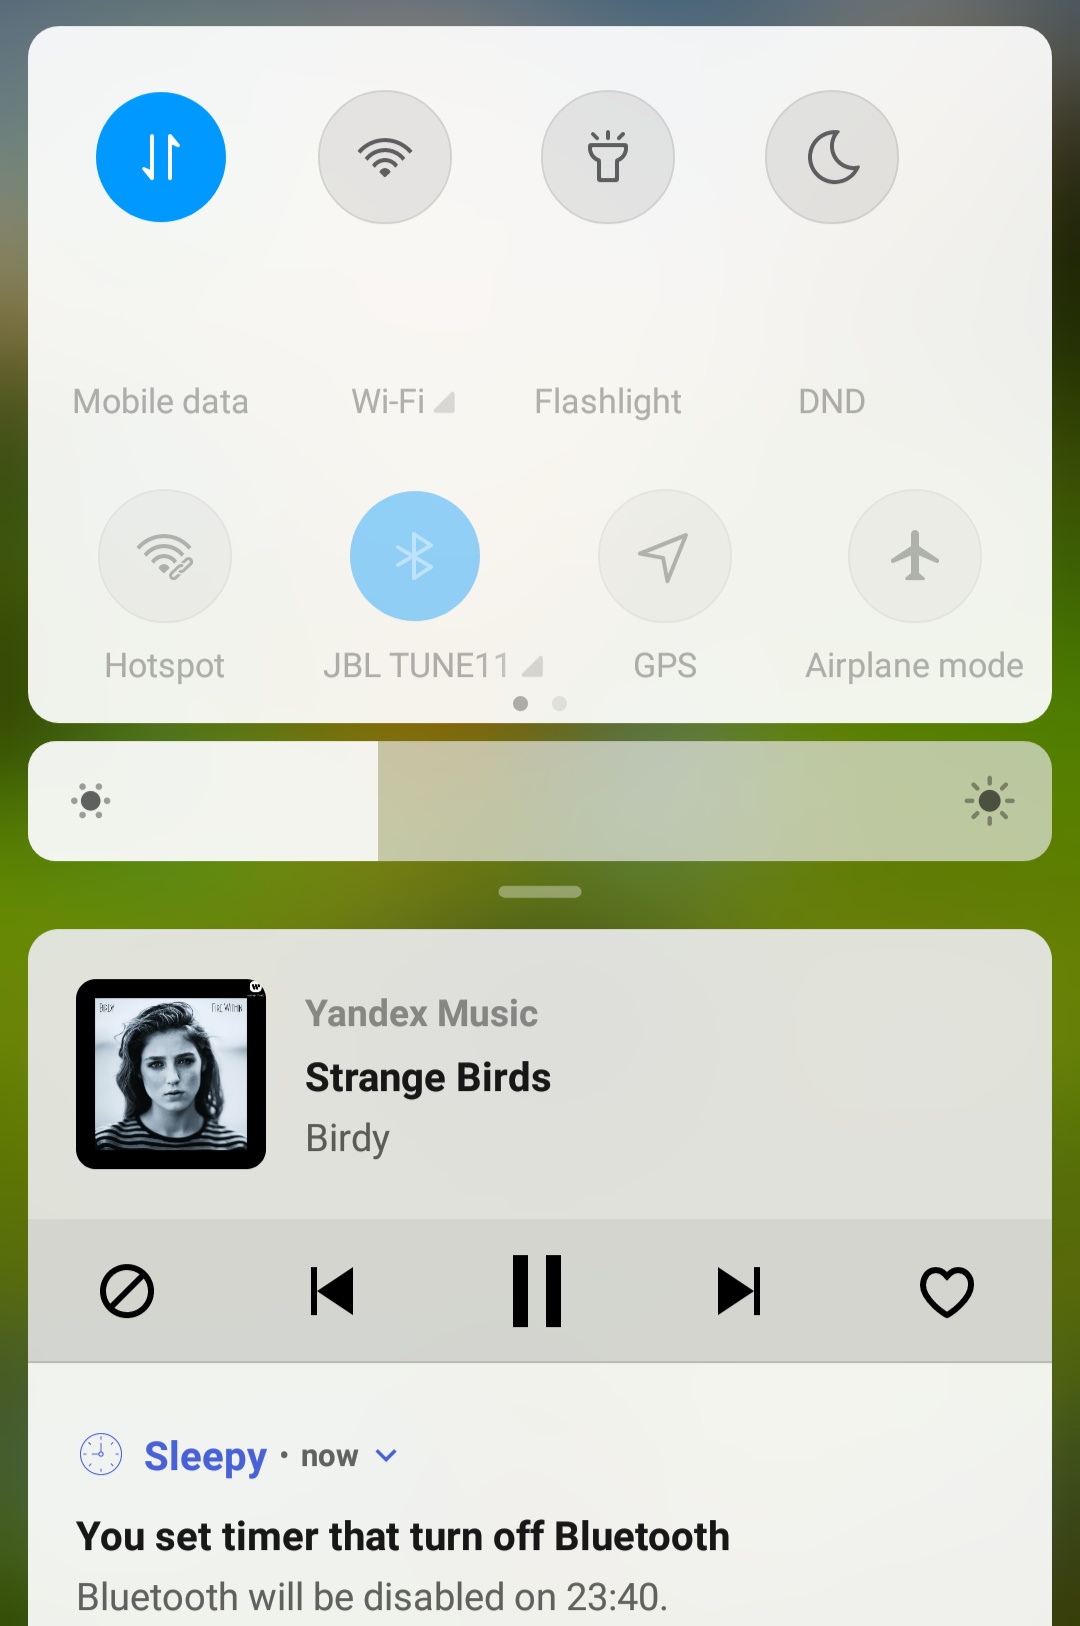 Mobile data
Wi-Fi
Flashlight
DND
Hotspot
JBL TUNE11
GPS
Airplane mode
BIRDY
FIRE WITHIN
Yandex Music
Strange Birds
Birdy
Sleepy • now
You set timer that turn off Bluetooth
Bluetooth will be disabled on 23:40.